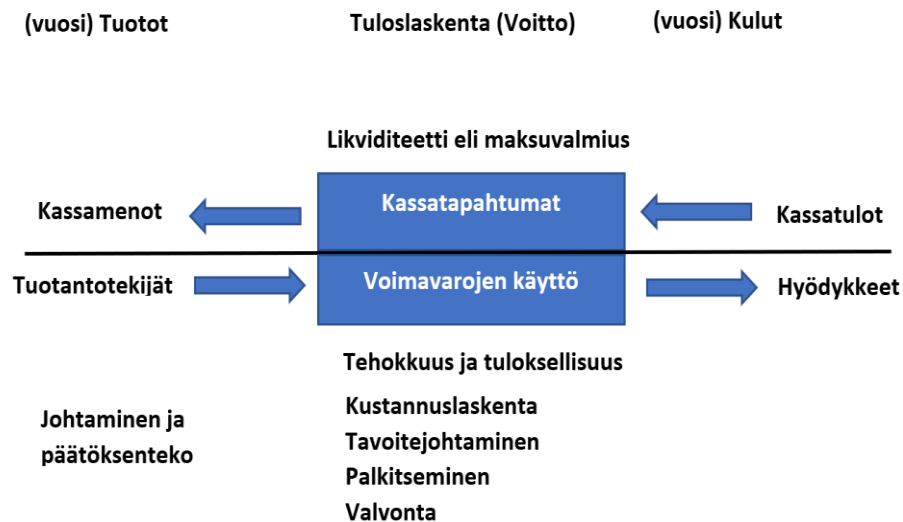 (vuosi) Tuotot
Tuloslaskenta (Voitto)
(vuosi) Kulut
Likviditeetti eli maksuvalmius
Kassamenot
Kassatapahtumat
Kassatulot
Tuotantotekijät
Voimavarojen käyttö
Hyödykkeet
Tehokkuus ja tuloksellisuus
Johtaminen ja
päätöksenteko
Kustannuslaskenta
Tavoitejohtaminen
Palkitseminen
Valvonta